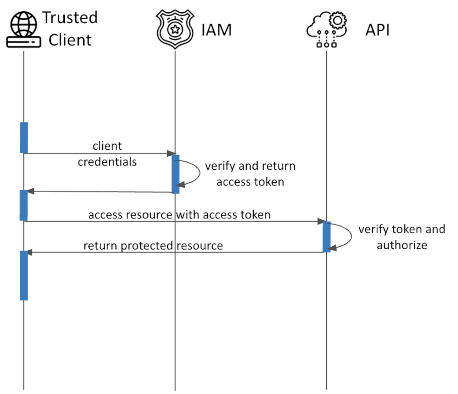 Trusted
Client
IAM
API
client
credentials
verify and return
access token
access resource with access token
verify token and
authorize
return protected resource